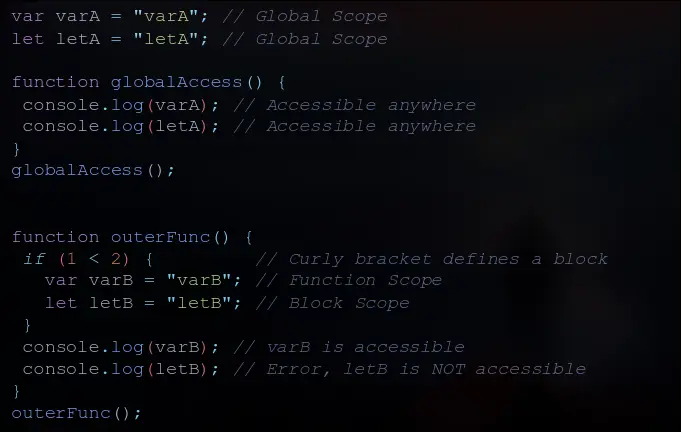 var varA = "varA"; // Global Scope
let letA = "letA"; // Global Scope
function globalAccess() {
console.log(varA); // Accessible anywhere
console.log(letA); // Accessible anywhere
}
globalAccess();
function outerFunc() {
if (1 < 2) { // Curly bracket defines a block
var varB = "varB"; // Function Scope
let letB = "letB"; // Block Scope
}
console.log(varB); // varB is accessible
console.log(letB); // Error, letB is NOT accessible
}
outerFunc();